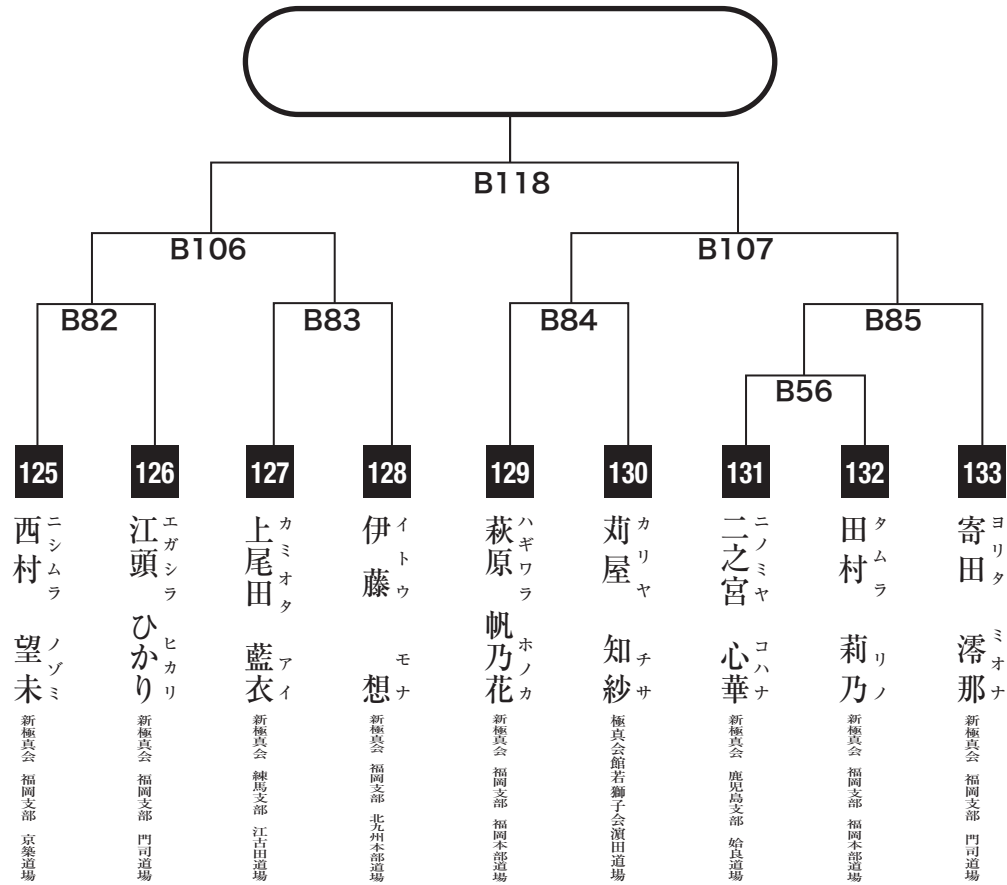 B118
B106
B107
B82
B83
B84
B85
B56
125
西村 望未
ニシムラ ノゾミ
新極真会 福岡支部 京築道場
126
江頭 ひかり
エガシラ ヒカリ
新極真会 福岡支部 門司道場
127
上尾田 藍衣
カミオタ アイ
新極真会 練馬支部 江古田道場
128
伊藤 想
イトウ モナ
新極真会 福岡支部 北九州本部道場
129
萩原 帆乃花
ハギワラ ホノカ
新極真会 福岡支部 福岡本部道場
130
苅屋 知紗
カリヤ チサ
極真会館若獅子会濵田道場
131
二之宮 心華
ニノミヤ コハナ
新極真会 鹿児島支部 姶良道場
132
田村 莉乃
タムラ リノ
新極真会 福岡支部 福岡本部道場
133
寄田 澪那
ヨリタ ミオナ
新極真会 福岡支部 門司道場